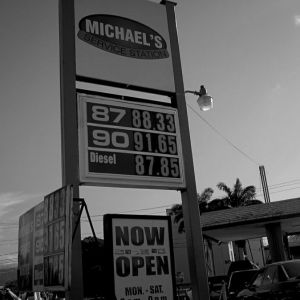 MICHAEL'S
SERVICE STATION
87 88.33
90 91.65
Diesel 87.85
NOW
OPEN
MON. - SAT.